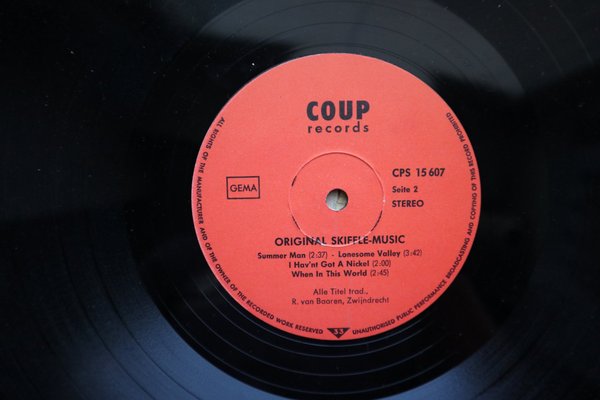 COUP
records
GEMA
CPS 15 607
Seite 2
STEREO
ORIGINAL SKIFFLE-MUSIC
Summer Man (2:37) - Lonesome Valley (3:42)
I Hav'nt Got A Nickel (2:00)
When In This World (2:45)
Alle Titel trad.,
R. van Baaren, Zwijndrecht
ALL RIGHTS OF THE MANUFACTURER AND OF THE OWNER OF THE RECORDED WORK RESERVED
33
UNAUTHORISED PUBLIC PERFORMANCE BROADCASTING AND COPYING OF THIS RECORD PROHIBITED